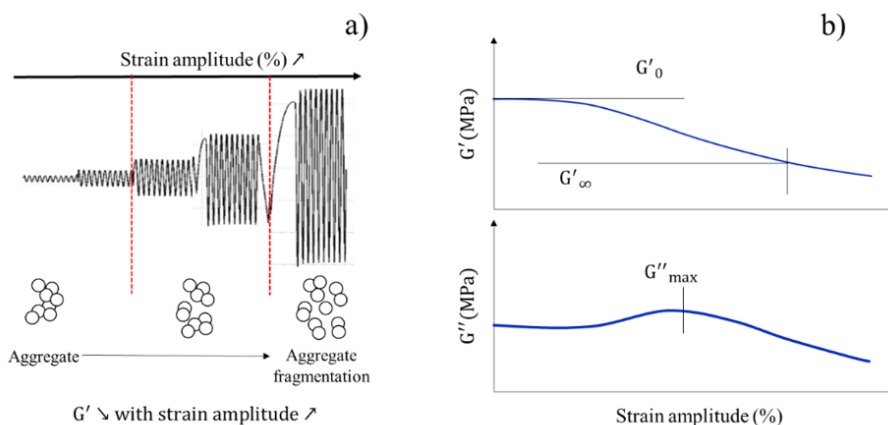 a)
Strain amplitude (%) ↗
Aggregate
Aggregate
fragmentation
G′ ↘ with strain amplitude ↗
b)
G′₀
G′ (MPa)
G′∞
G′′max
G′′ (MPa)
Strain amplitude (%)